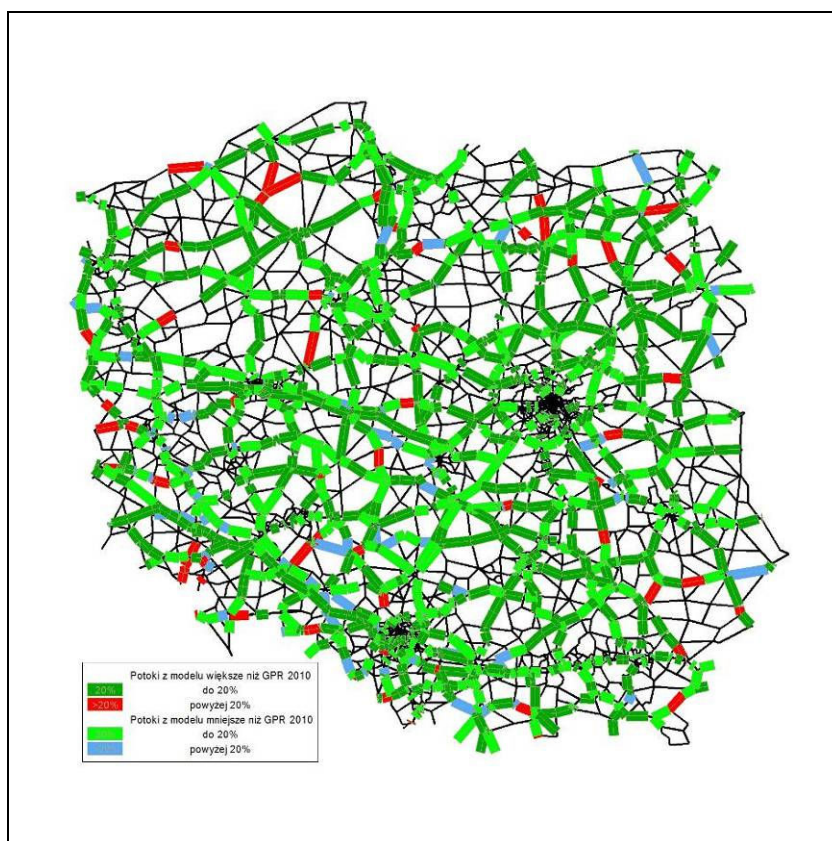 Potoki z modelu większe niż GPR 2010
20% do 20%
>20% powyżej 20%
Potoki z modelu mniejsze niż GPR 2010
do 20%
powyżej 20%